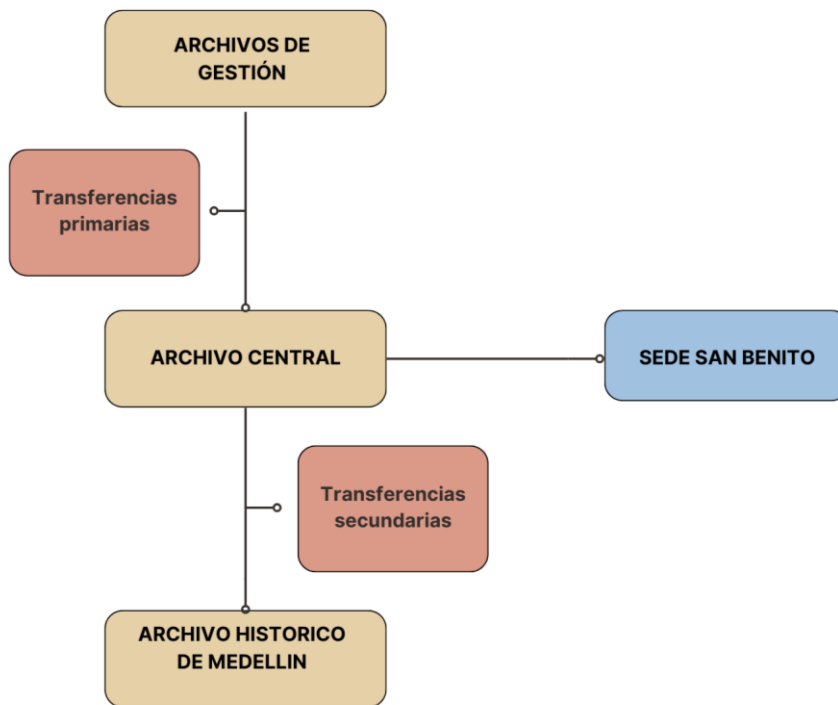 ARCHIVOS DE
GESTIÓN
Transferencias
primarias
ARCHIVO CENTRAL
SEDE SAN BENITO
Transferencias
secundarias
ARCHIVO HISTORICO
DE MEDELLIN